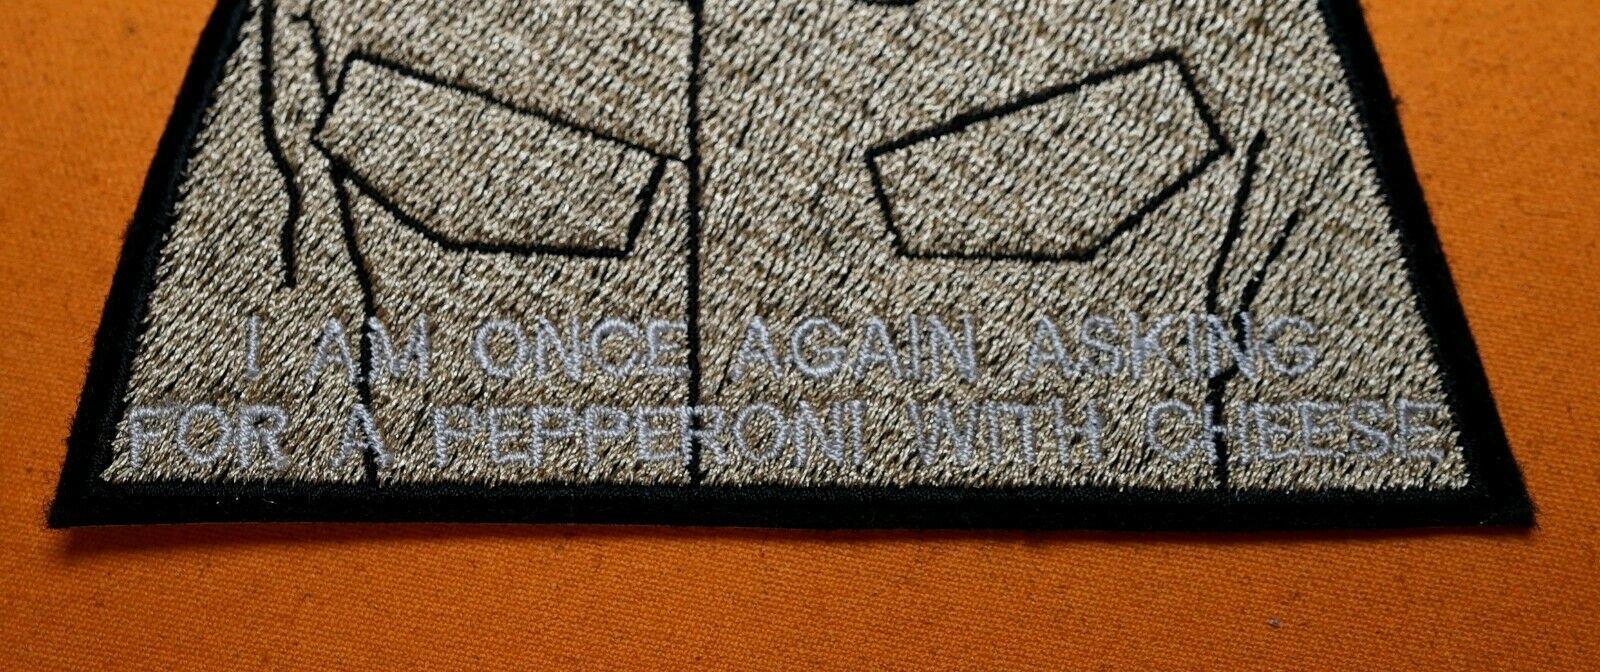 I AM ONCE AGAIN ASKING
FOR A PEPPERONI WITH CHEESE